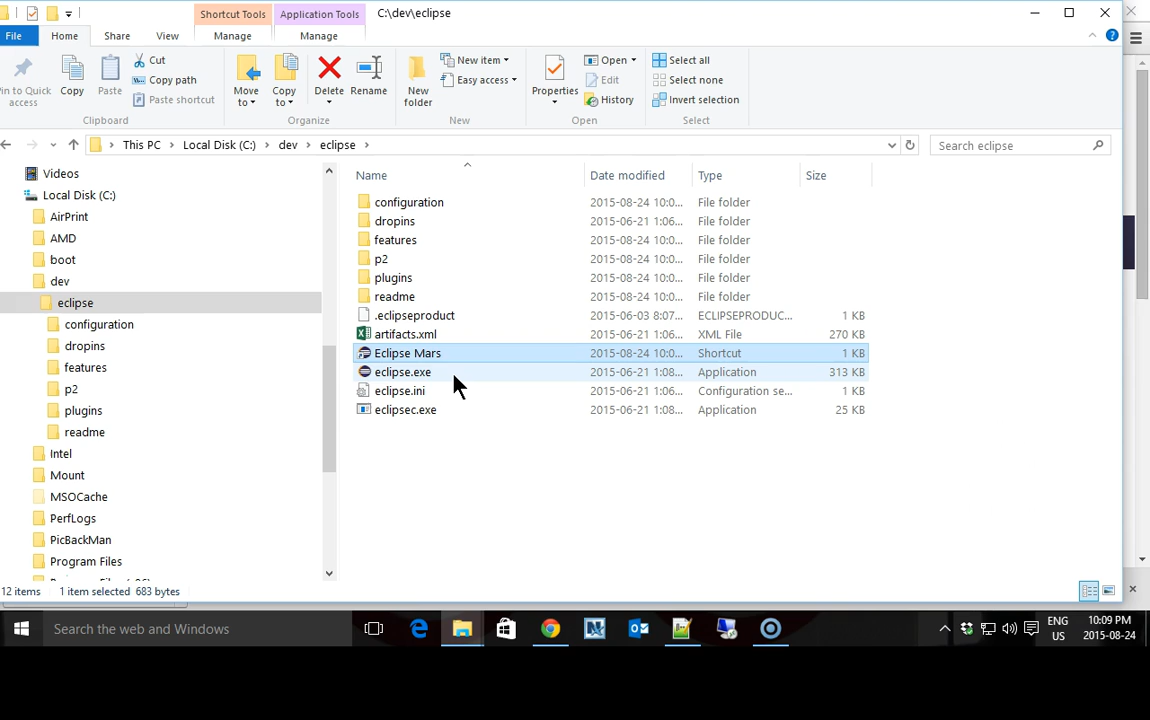 Shortcut Tools Application Tools C:\dev\eclipse
File Home Share View Manage Manage
Cut
Copy path
Paste shortcut
in to Quick access
Copy
Paste
Move to
Copy to
Delete
Rename
New folder
New item
Easy access
Properties
Open
Edit
History
Select all
Select none
Invert selection
Clipboard Organize New Open Select
This PC Local Disk (C:) dev eclipse
Search eclipse
Videos
Local Disk (C:)
AirPrint
AMD
boot
dev
eclipse
configuration
dropins
features
p2
plugins
readme
Intel
Mount
MSOCache
PerfLogs
PicBackMan
Program Files
Name Date modified Type Size
configuration 2015-08-24 10:0... File folder
dropins 2015-06-21 1:06... File folder
features 2015-08-24 10:0... File folder
p2 2015-08-24 10:0... File folder
plugins 2015-08-24 10:0... File folder
readme 2015-08-24 10:0... File folder
.eclipseproduct 2015-06-03 8:07... ECLIPSEPRODUC... 1 KB
artifacts.xml 2015-06-21 1:06... XML File 270 KB
Eclipse Mars 2015-08-24 10:0... Shortcut 1 KB
eclipse.exe 2015-06-21 1:08... Application 313 KB
eclipse.ini 2015-06-21 1:06... Configuration se... 1 KB
eclipsec.exe 2015-06-21 1:08... Application 25 KB
12 items 1 item selected 683 bytes
Search the web and Windows
ENG
US
10:09 PM
2015-08-24